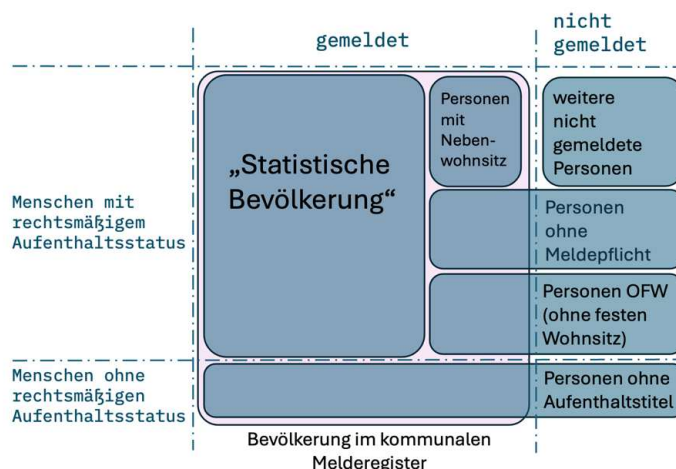 gemeldet
nicht
gemeldet
Menschen mit
rechtsmäßigem
Aufenthaltsstatus
„Statistische
Bevölkerung“
Personen
mit
Neben-
wohnsitz
weitere
nicht
gemeldete
Personen
Personen
ohne
Meldepflicht
Personen OFW
(ohne festen
Wohnsitz)
Menschen ohne
rechtsmäßigen
Aufenthaltsstatus
Personen ohne
Aufenthaltstitel
Bevölkerung im kommunalen
Melderegister